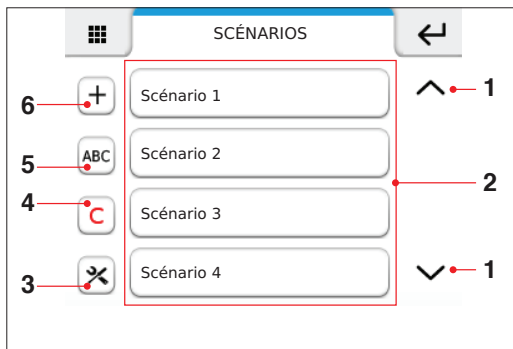 SCÉNARIOS
6 + Scénario 1 1
5 ABC Scénario 2
2
4 C Scénario 3
3 Scénario 4 1